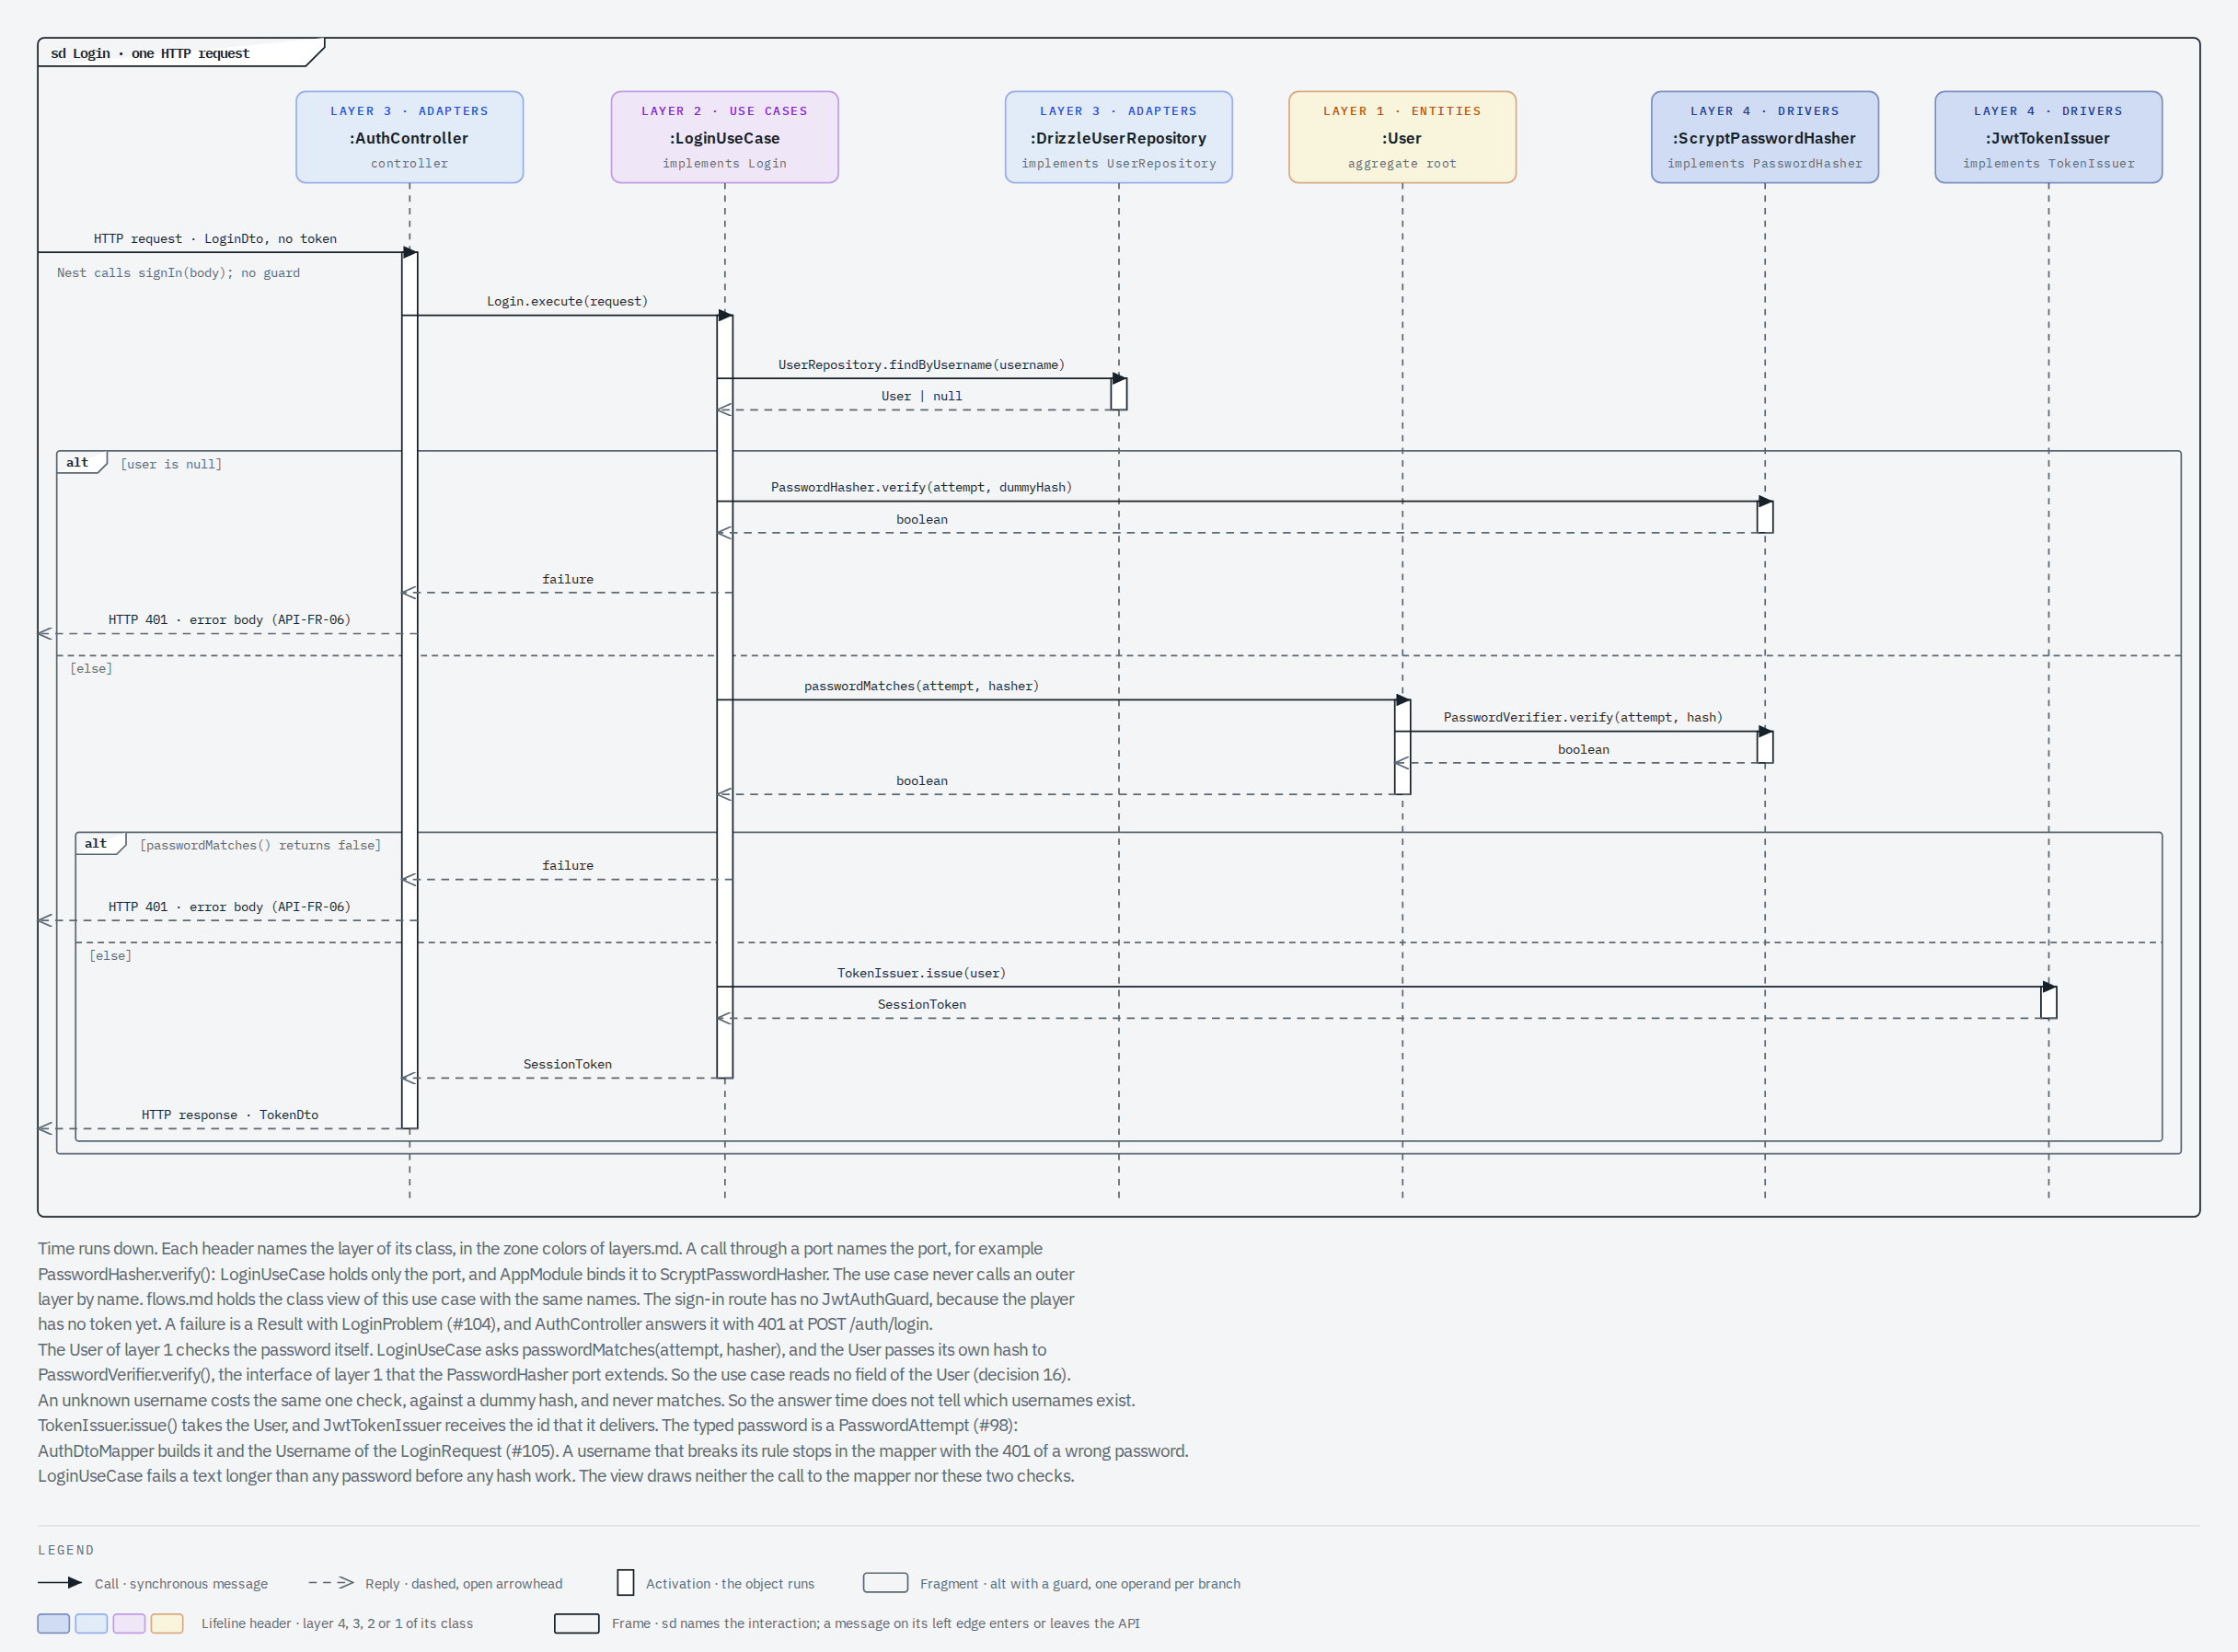 sd Login · one HTTP request
LAYER 3 · ADAPTERS
:AuthController
controller
LAYER 2 · USE CASES
:LoginUseCase
implements Login
LAYER 3 · ADAPTERS
:DrizzleUserRepository
implements UserRepository
LAYER 1 · ENTITIES
:User
aggregate root
LAYER 4 · DRIVERS
:ScryptPasswordHasher
implements PasswordHasher
LAYER 4 · DRIVERS
:JwtTokenIssuer
implements TokenIssuer
HTTP request · LoginDto, no token
Nest calls signIn(body); no guard
Login.execute(request)
UserRepository.findByUsername(username)
User | null
alt
[user is null]
PasswordHasher.verify(attempt, dummyHash)
boolean
failure
HTTP 401 · error body (API-FR-06)
[else]
passwordMatches(attempt, hasher)
PasswordVerifier.verify(attempt, hash)
boolean
boolean
alt
[passwordMatches() returns false]
failure
HTTP 401 · error body (API-FR-06)
[else]
TokenIssuer.issue(user)
SessionToken
SessionToken
HTTP response · TokenDto
Time runs down. Each header names the layer of its class, in the zone colors of layers.md. A call through a port names the port, for example
PasswordHasher.verify(): LoginUseCase holds only the port, and AppModule binds it to ScryptPasswordHasher. The use case never calls an outer
layer by name. flows.md holds the class view of this use case with the same names. The sign-in route has no JwtAuthGuard, because the player
has no token yet. A failure is a Result with LoginProblem (#104), and AuthController answers it with 401 at POST /auth/login.
The User of layer 1 checks the password itself. LoginUseCase asks passwordMatches(attempt, hasher), and the User passes its own hash to
PasswordVerifier.verify(), the interface of layer 1 that the PasswordHasher port extends. So the use case reads no field of the User (decision 16).
An unknown username costs the same one check, against a dummy hash, and never matches. So the answer time does not tell which usernames exist.
TokenIssuer.issue() takes the User, and JwtTokenIssuer receives the id that it delivers. The typed password is a PasswordAttempt (#98):
AuthDtoMapper builds it and the Username of the LoginRequest (#105). A username that breaks its rule stops in the mapper with the 401 of a wrong password.
LoginUseCase fails a text longer than any password before any hash work. The view draws neither the call to the mapper nor these two checks.
LEGEND
Call · synchronous message
Reply · dashed, open arrowhead
Activation · the object runs
Fragment · alt with a guard, one operand per branch
Lifeline header · layer 4, 3, 2 or 1 of its class
Frame · sd names the interaction; a message on its left edge enters or leaves the API